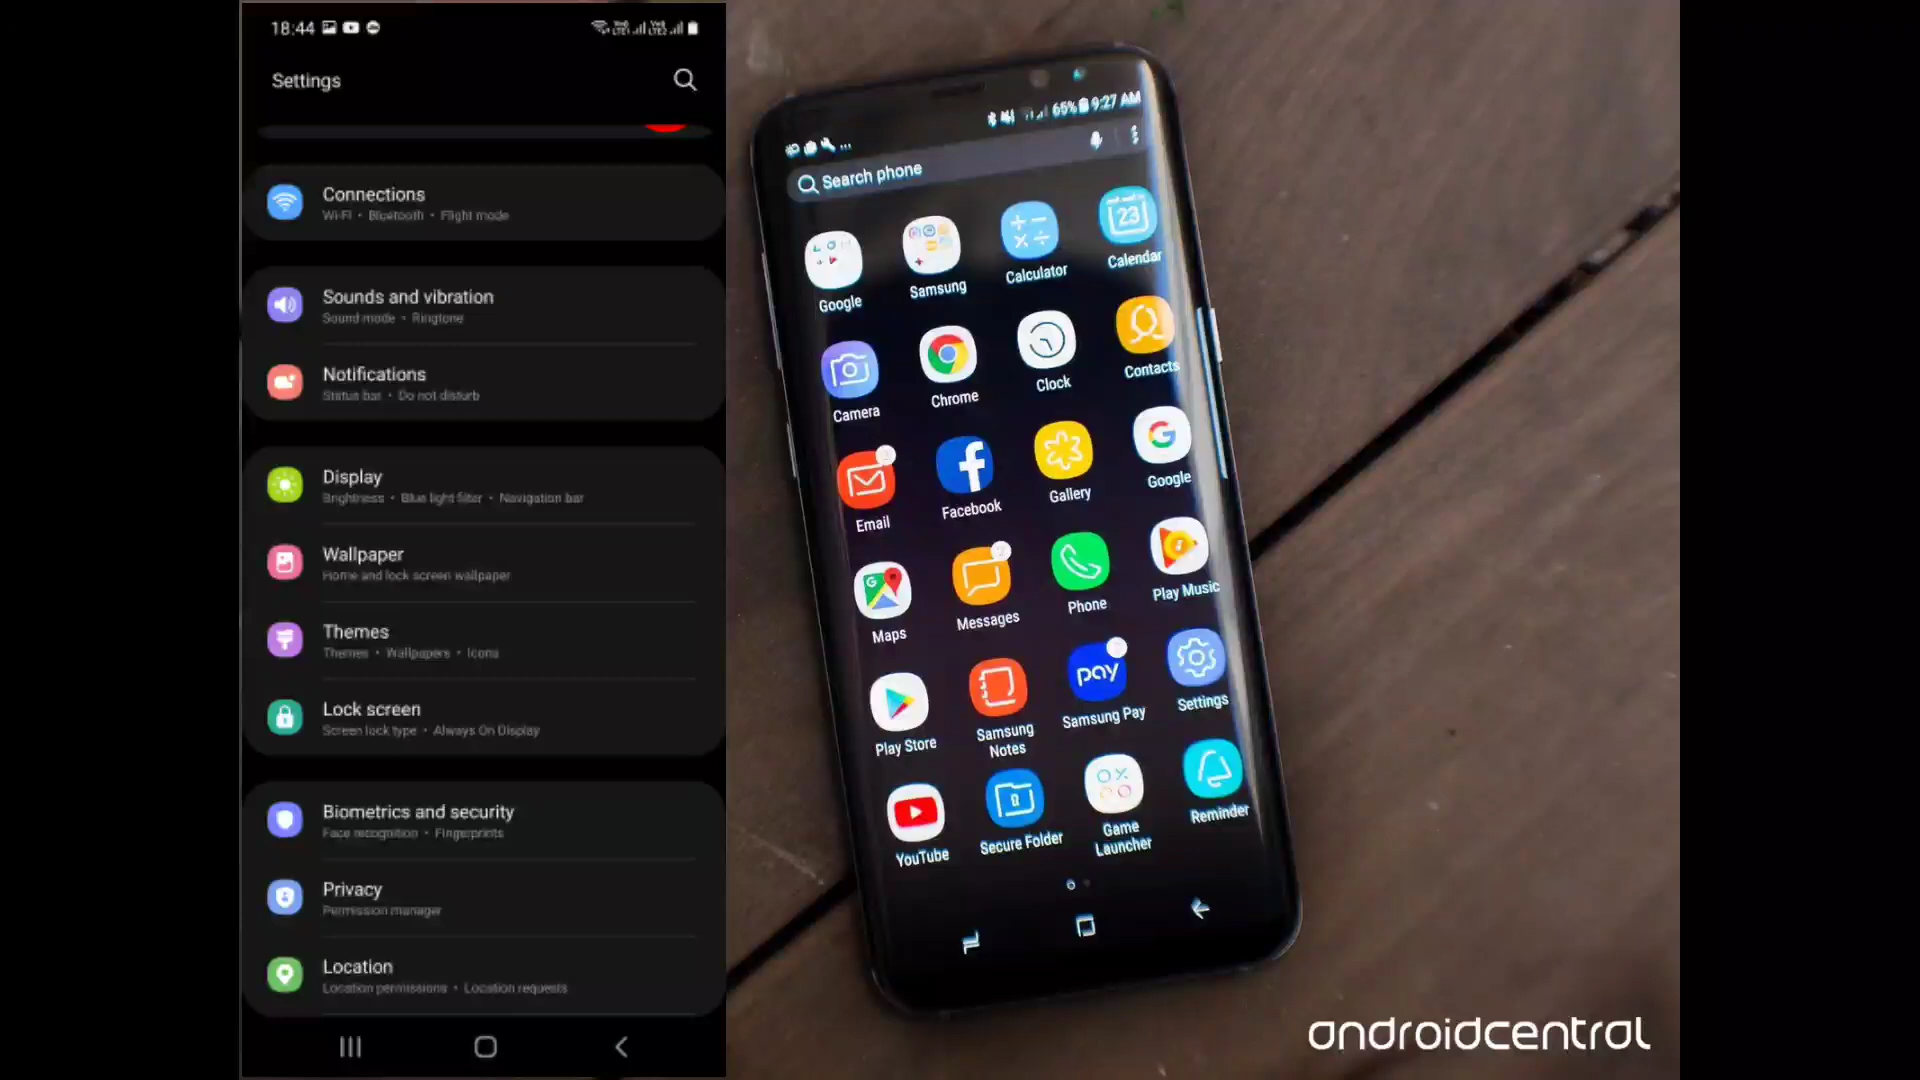 18:44
Settings
Connections
Wi-Fi • Bluetooth • Flight mode
Sounds and vibration
Sound mode • Ringtone
Notifications
Status bar • Do not disturb
Display
Brightness • Blue light filter • Navigation bar
Wallpaper
Home and lock screen wallpaper
Themes
Themes • Wallpapers • Icons
Lock screen
Screen lock type • Always On Display
Biometrics and security
Face recognition • Fingerprints
Privacy
Permission manager
Location
Location permissions • Location requests
65% 9:27 AM
Search phone
Google Samsung Calculator Calendar
23
Camera Chrome Clock Contacts
Email Facebook Gallery Google
Maps Messages Phone Play Music
pay
Play Store Samsung Notes Samsung Pay Settings
YouTube Secure Folder Game Launcher Reminder
androidcentral